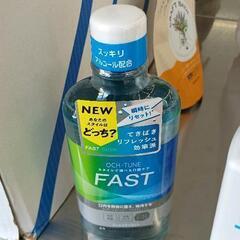 スッキリ
アルコール配合
NEW
あなたの
スタイルは
どっち?
FAST
瞬時に
リセット!
てきぱき
リフレッシュ
効率派
OCH-TUNE
FAST